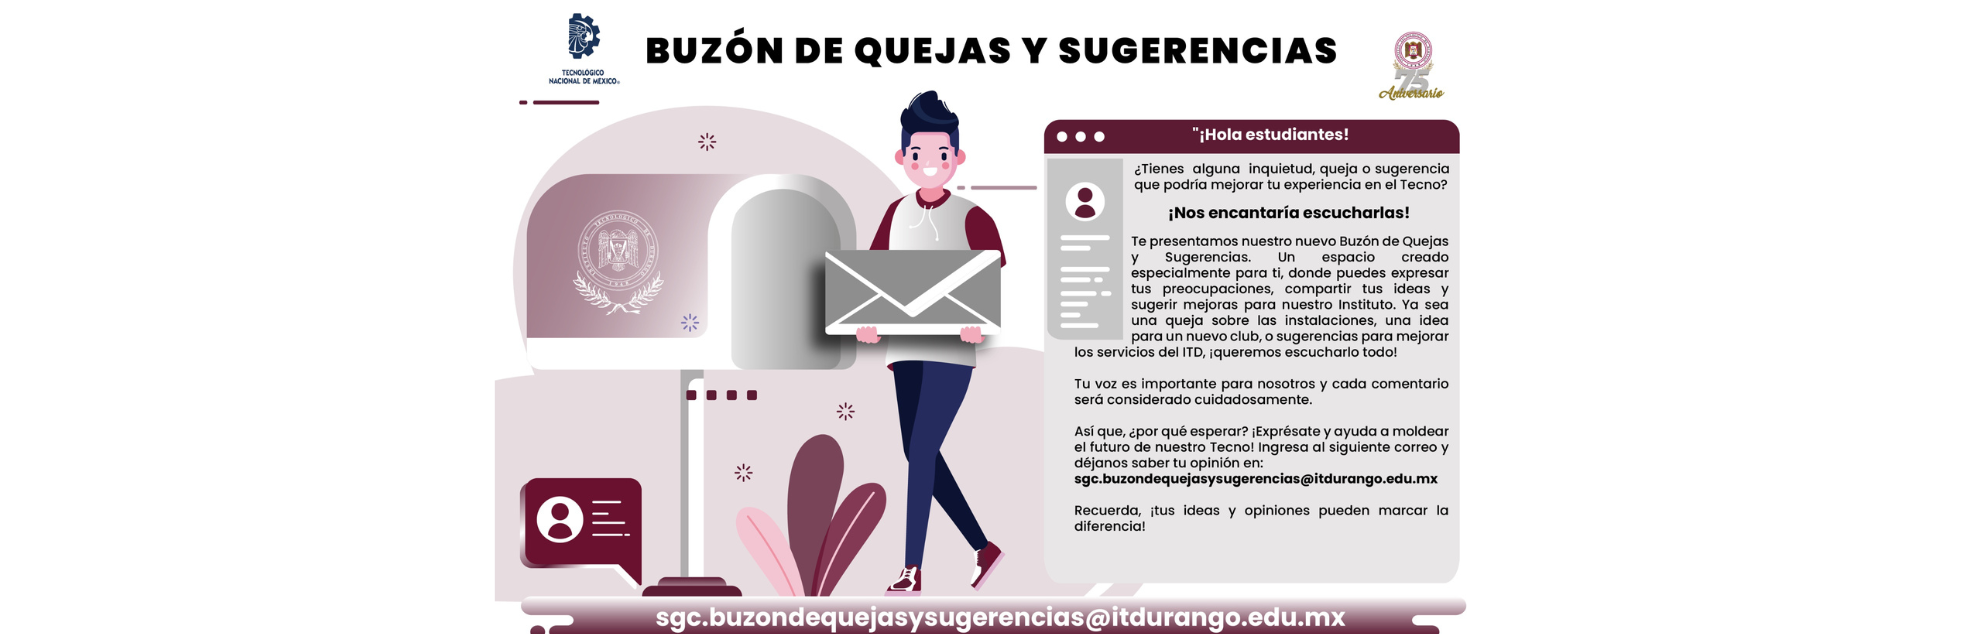 TECNOLÓGICO
NACIONAL DE MÉXICO
BUZÓN DE QUEJAS Y SUGERENCIAS
75
Aniversario
"¡Hola estudiantes!
¿Tienes alguna inquietud, queja o sugerencia
que podría mejorar tu experiencia en el Tecno?
¡Nos encantaría escucharlas!
Te presentamos nuestro nuevo Buzón de Quejas
y Sugerencias. Un espacio creado
especialmente para ti, donde puedes expresar
tus preocupaciones, compartir tus ideas y
sugerir mejoras para nuestro Instituto. Ya sea
una queja sobre las instalaciones, una idea
para un nuevo club, o sugerencias para mejorar
los servicios del ITD, ¡queremos escucharlo todo!
Tu voz es importante para nosotros y cada comentario
será considerado cuidadosamente.
Así que, ¿por qué esperar? ¡Exprésate y ayuda a moldear
el futuro de nuestro Tecno! Ingresa al siguiente correo y
déjanos saber tu opinión en:
sgc.buzondequejasysugerencias@itdurango.edu.mx
Recuerda, ¡tus ideas y opiniones pueden marcar la
diferencia!
sgc.buzondequejasysugerencias@itdurango.edu.mx